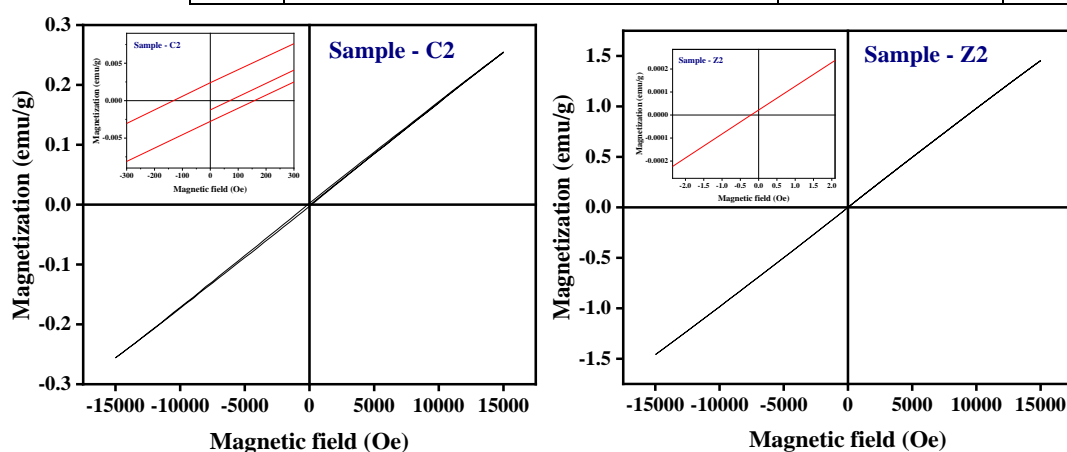 Sample - C2
0.3
0.2
0.1
0.0
-0.1
-0.2
-0.3
-15000 -10000 -5000 0 5000 10000 15000
Magnetization (emu/g)
Magnetic field (Oe)
Sample - C2
0.005
0.000
-0.005
-300 -200 -100 0 100 200 300
Magnetization (emu/g)
Magnetic field (Oe)
Sample - Z2
1.5
1.0
0.5
0.0
-0.5
-1.0
-1.5
-15000 -10000 -5000 0 5000 10000 15000
Magnetization (emu/g)
Magnetic field (Oe)
Sample - Z2
0.0002
0.0001
0.0000
-0.0001
-0.0002
-2.0 -1.5 -1.0 -0.5 0.0 0.5 1.0 1.5 2.0
Magnetization (emu/g)
Magnetic field (Oe)